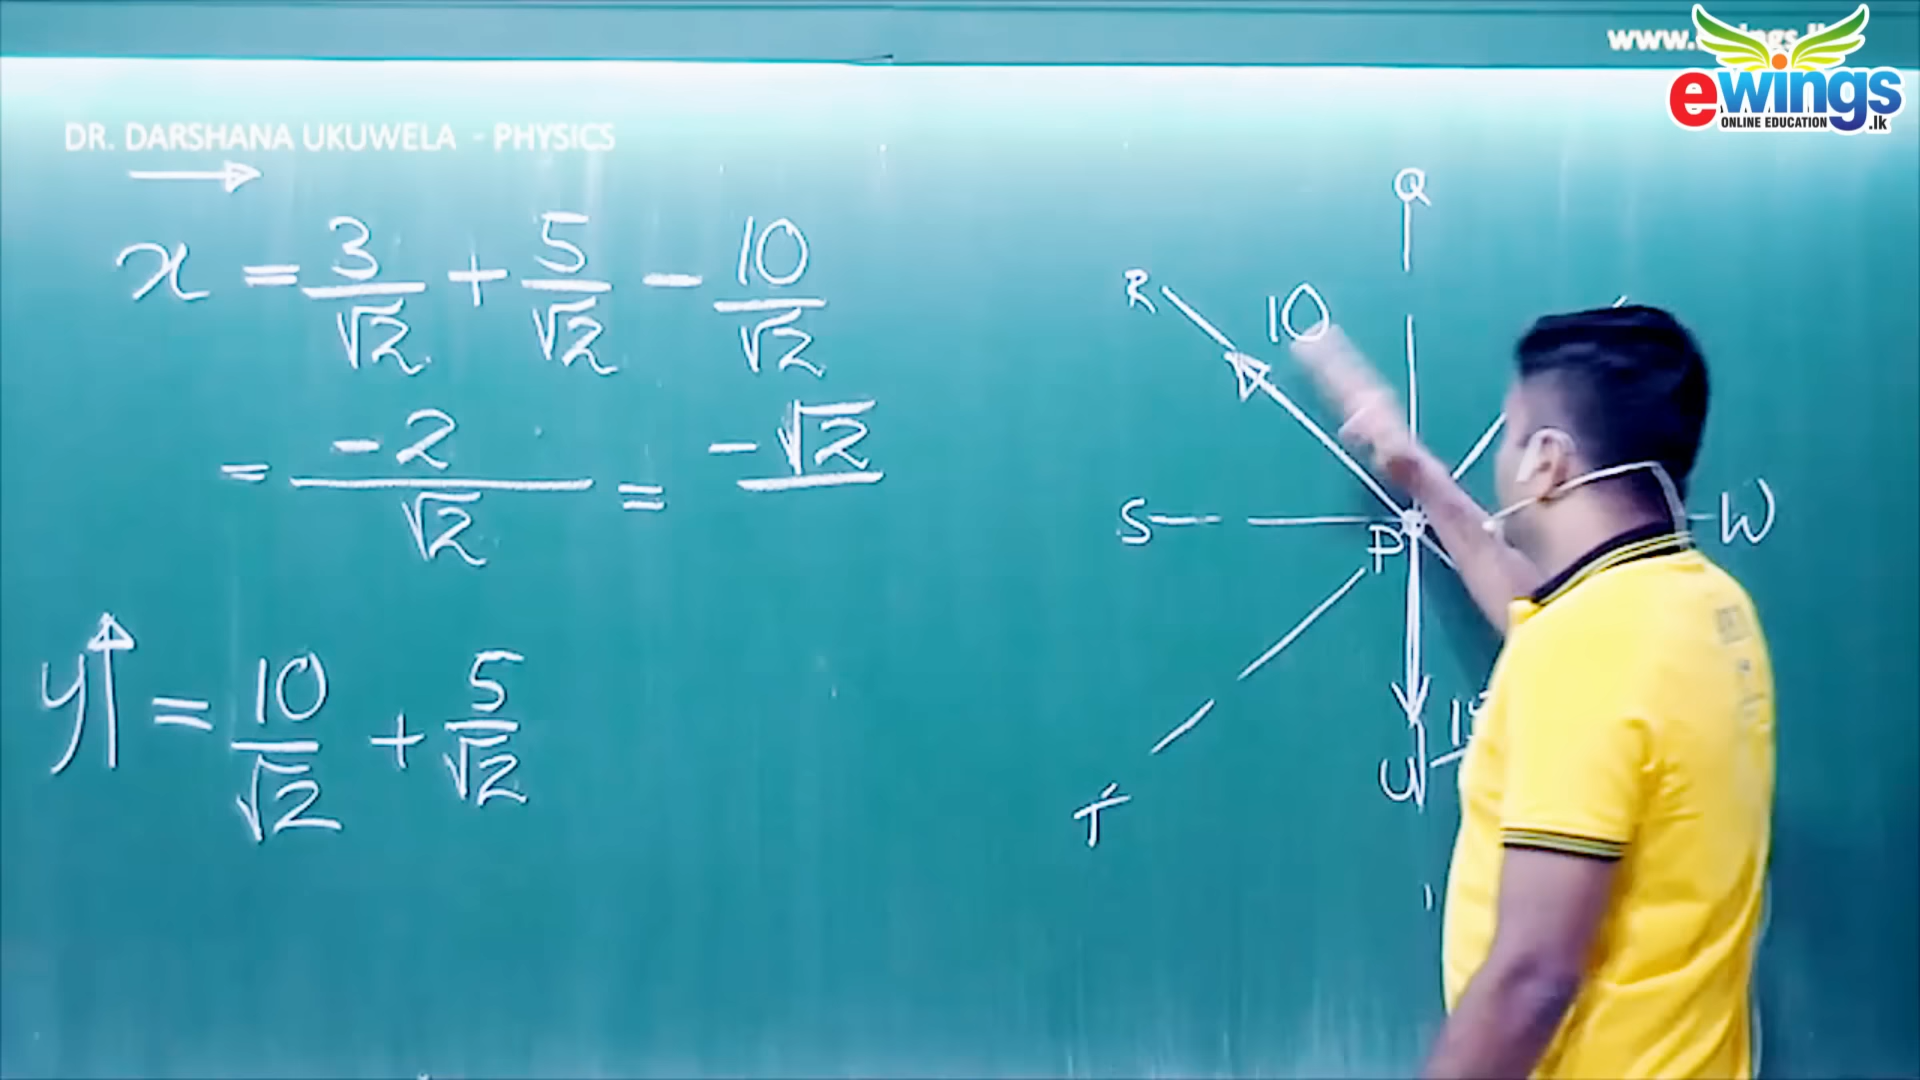 www.
ewings.lk
ONLINE EDUCATION
DR. DARSHANA UKUWELA - PHYSICS
x = 3/√2 + 5/√2 - 10/√2
= -2/√2 = -√2
y↑ = 10/√2 + 5/√2
Q
R
10
S
P
W
U
T